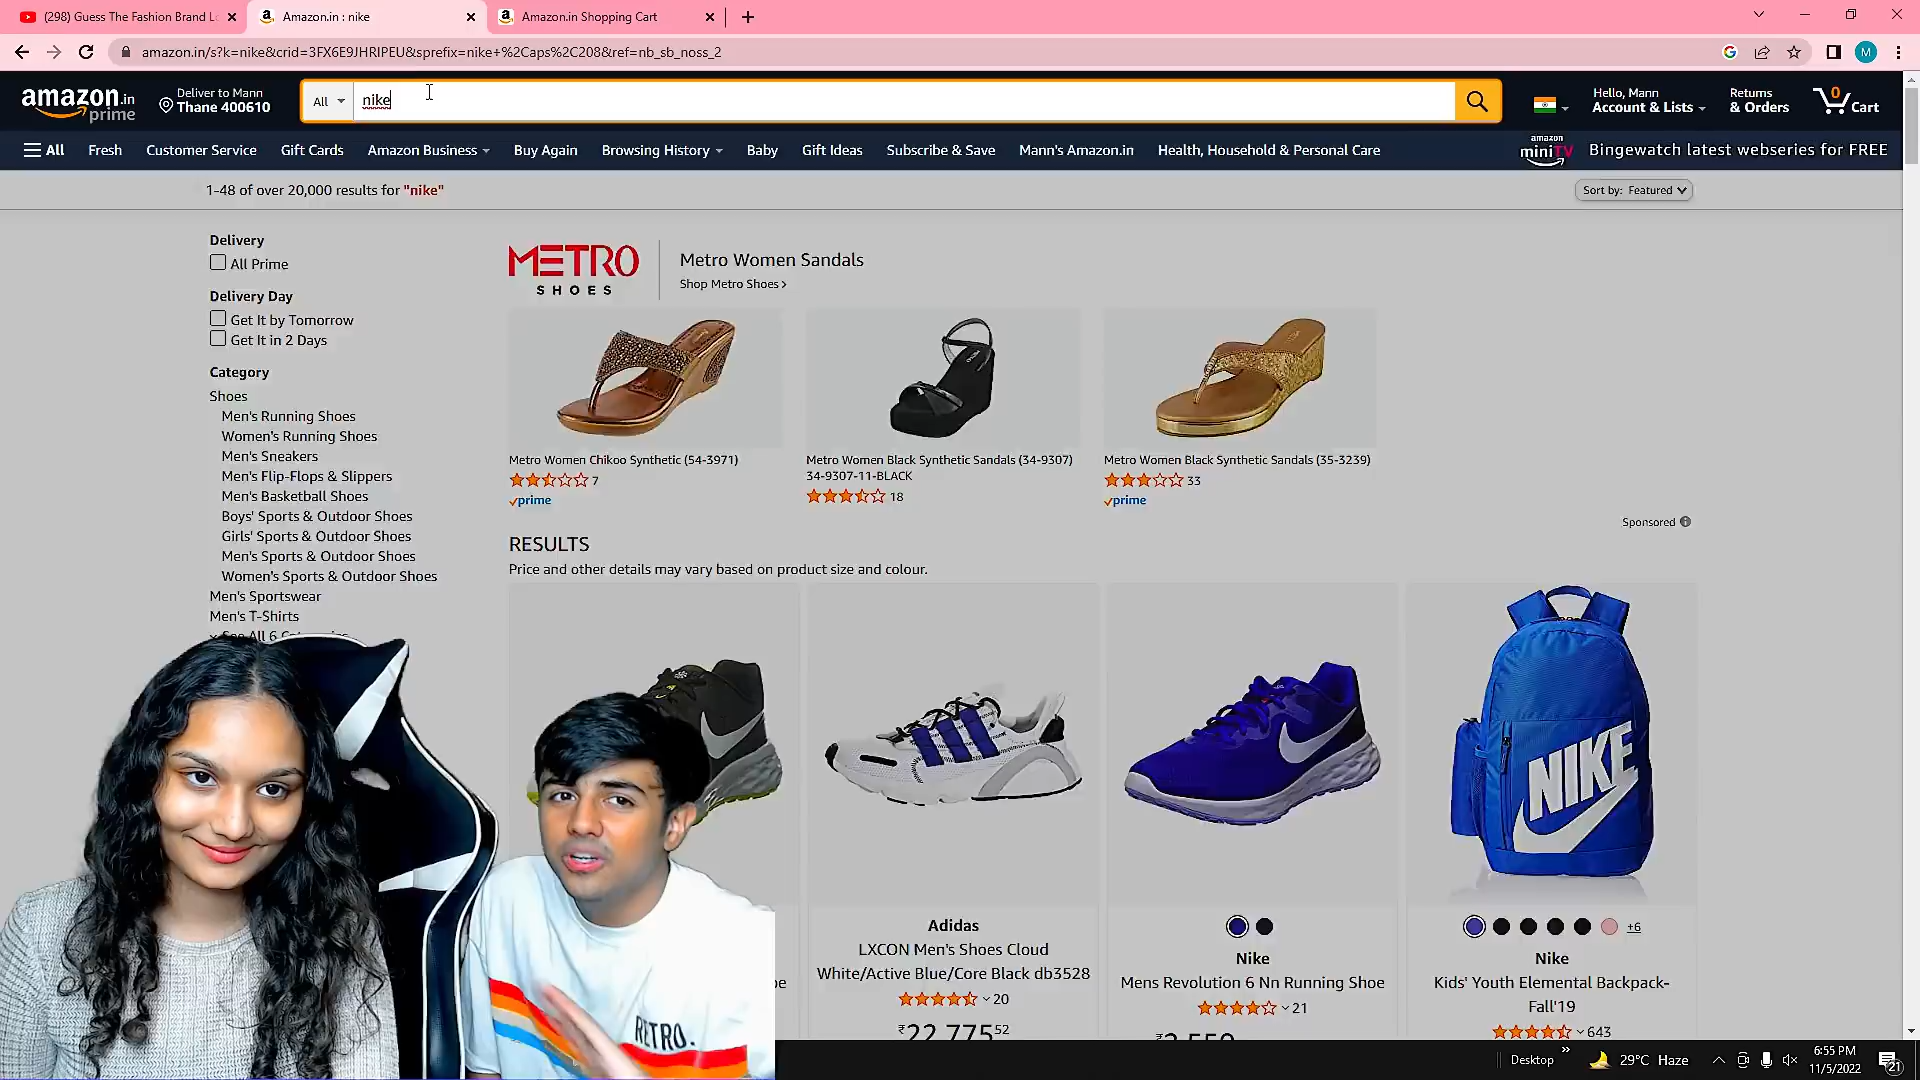 (298) Guess The Fashion Brand L
Amazon.in : nike
Amazon.in Shopping Cart
amazon.in/s?k=nike&crid=3FX6E9JHRIPEU&sprefix=nike+%2Caps%2C208&ref=nb_sb_noss_2
M
amazon.in
prime
Deliver to Mann
Thane 400610
All
nike
Hello, Mann
Account & Lists
Returns
& Orders
0
Cart
All
Fresh
Customer Service
Gift Cards
Amazon Business
Buy Again
Browsing History
Baby
Gift Ideas
Subscribe & Save
Mann's Amazon.in
Health, Household & Personal Care
amazon
miniTV
Bingewatch latest webseries for FREE
1-48 of over 20,000 results for "nike"
Sort by: Featured
Delivery
All Prime
Delivery Day
Get It by Tomorrow
Get It in 2 Days
Category
Shoes
Men's Running Shoes
Women's Running Shoes
Men's Sneakers
Men's Flip-Flops & Slippers
Men's Basketball Shoes
Boys' Sports & Outdoor Shoes
Girls' Sports & Outdoor Shoes
Men's Sports & Outdoor Shoes
Women's Sports & Outdoor Shoes
Men's Sportswear
Men's T-Shirts
See All 6
METRO
SHOES
Metro Women Sandals
Shop Metro Shoes ›
Metro Women Chikoo Synthetic (54-3971)
7
prime
Metro Women Black Synthetic Sandals (34-9307)
34-9307-11-BLACK
18
Metro Women Black Synthetic Sandals (35-3239)
33
prime
Sponsored
RESULTS
Price and other details may vary based on product size and colour.
NIKE
Adidas
LXCON Men's Shoes Cloud
White/Active Blue/Core Black db3528
20
₹22,77552
Nike
Mens Revolution 6 Nn Running Shoe
21
+6
Nike
Kids' Youth Elemental Backpack-
Fall'19
643
RETRO.
Desktop
29°C Haze
6:55 PM
11/5/2022
21